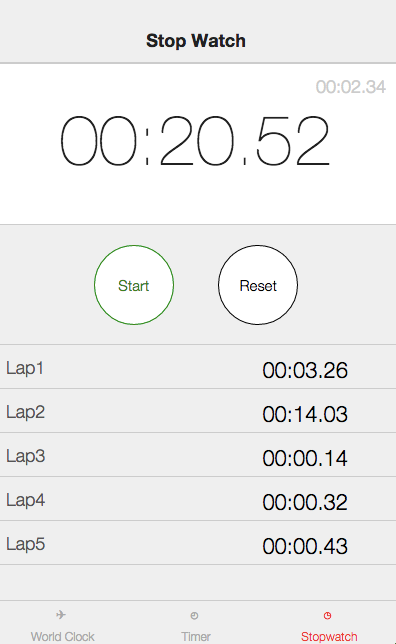 Stop Watch
00:02.34
00:20.52
Start Reset
Lap1 00:03.26
Lap2 00:14.03
Lap3 00:00.14
Lap4 00:00.32
Lap5 00:00.43
World Clock Timer Stopwatch